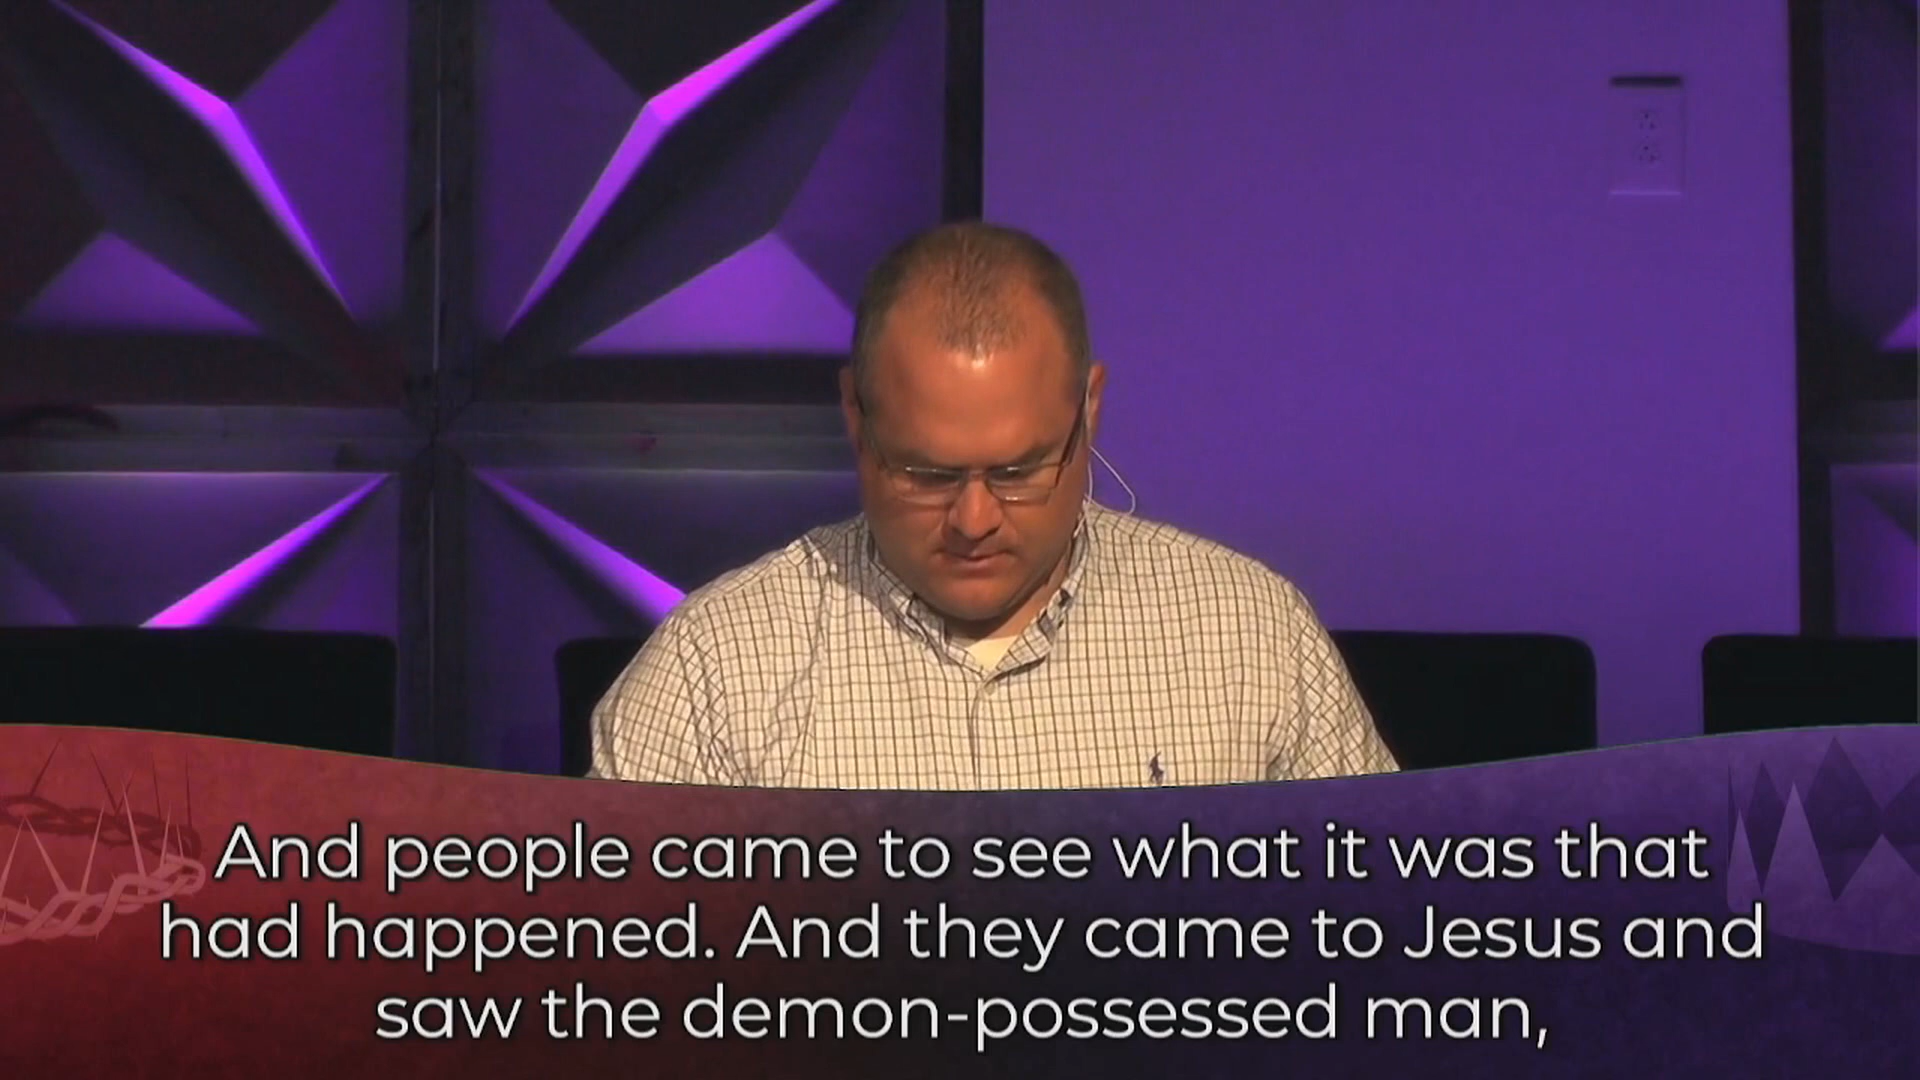 And people came to see what it was that
had happened. And they came to Jesus and
saw the demon-possessed man,